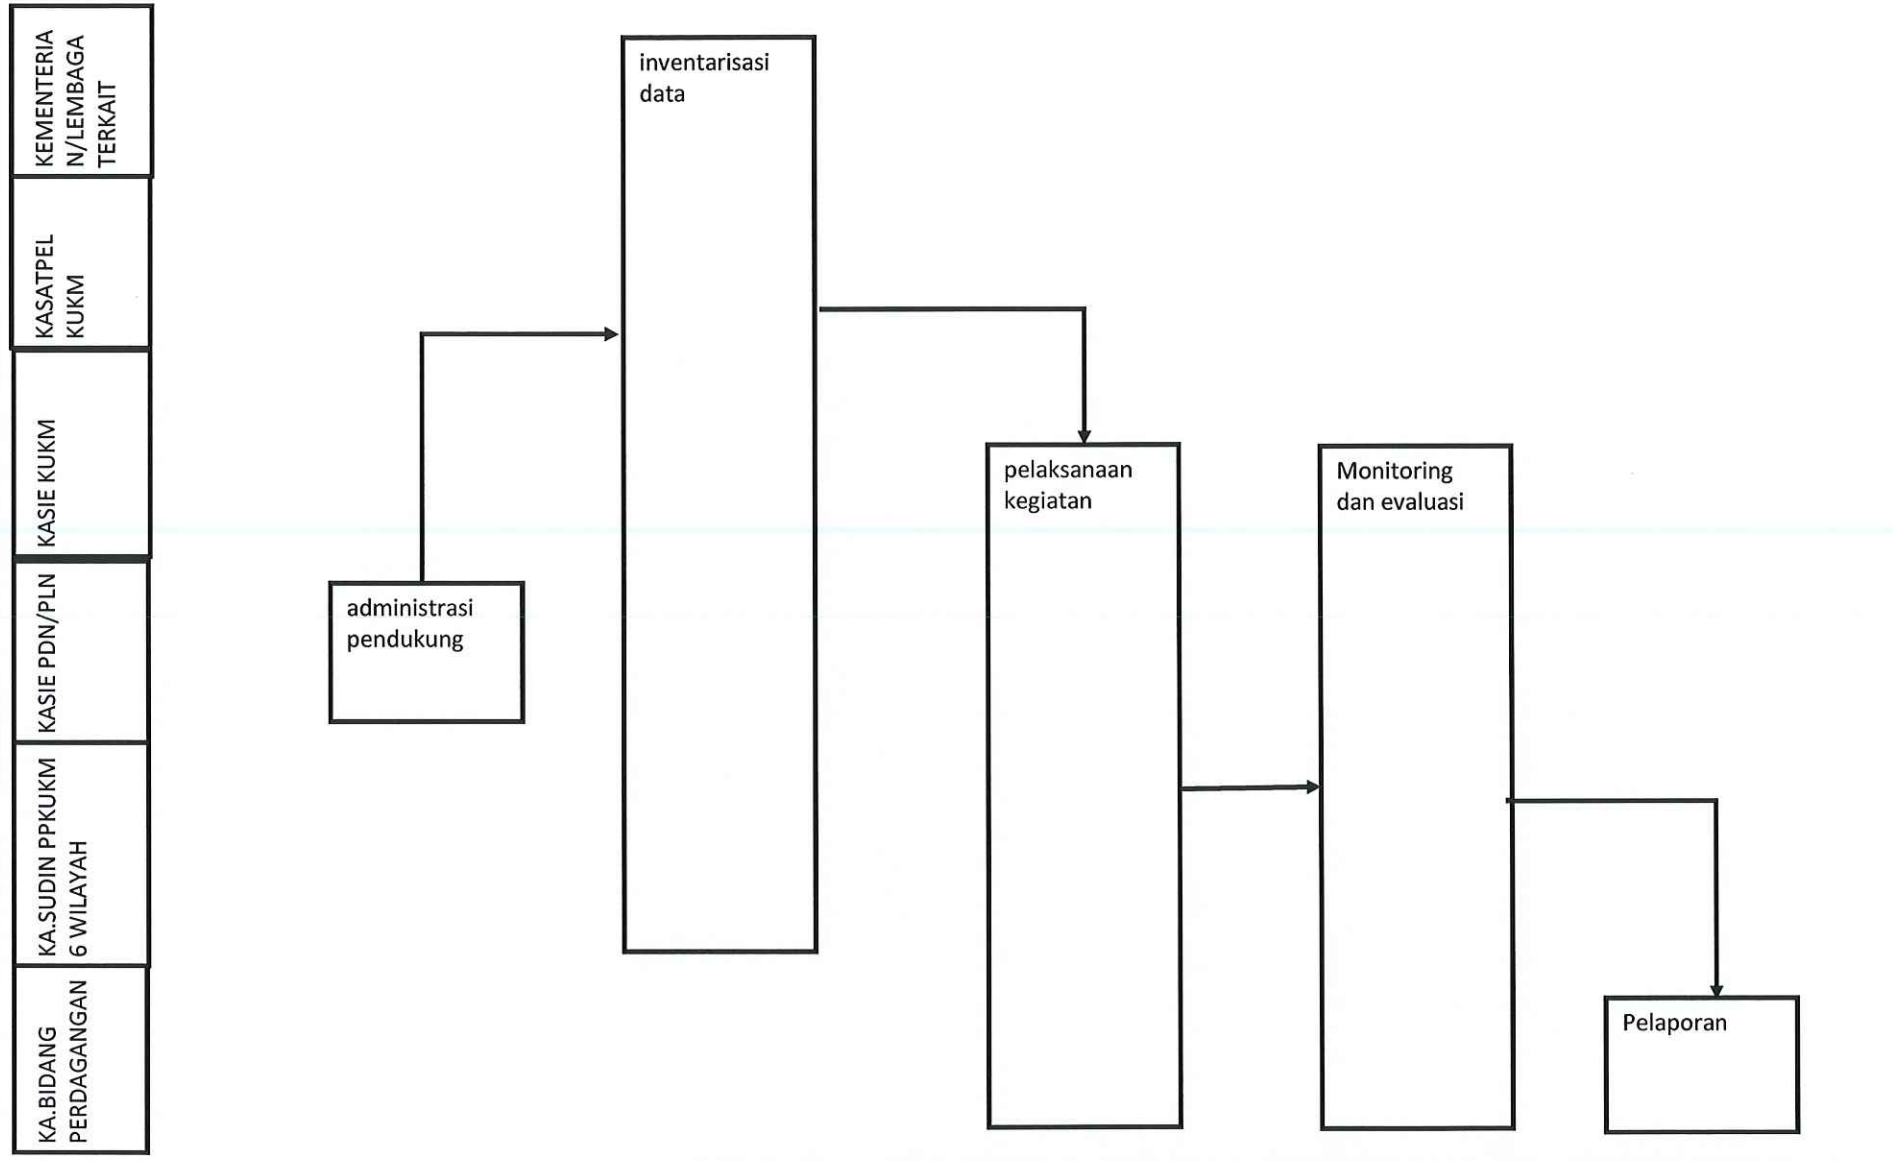 KEMENTERIA
N/LEMBAGA
TERKAIT
KASATPEL
KUKM
KASIE KUKM
KASIE PDN/PLN
KA.SUDIN PPKUKM
6 WILAYAH
KA.BIDANG
PERDAGANGAN
administrasi
pendukung
inventarisasi
data
pelaksanaan
kegiatan
Monitoring
dan evaluasi
Pelaporan